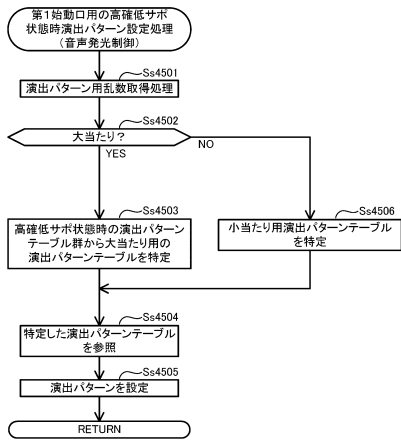 第1始動口用の高確低サポ
状態時演出パターン設定処理
(音声発光制御)
Ss4501
演出パターン用乱数取得処理
Ss4502
大当たり?
NO
YES
Ss4503
高確低サポ状態時の演出パターン
テーブル群から大当たり用の
演出パターンテーブルを特定
Ss4506
小当たり用演出パターンテーブル
を特定
Ss4504
特定した演出パターンテーブル
を参照
Ss4505
演出パターンを設定
RETURN